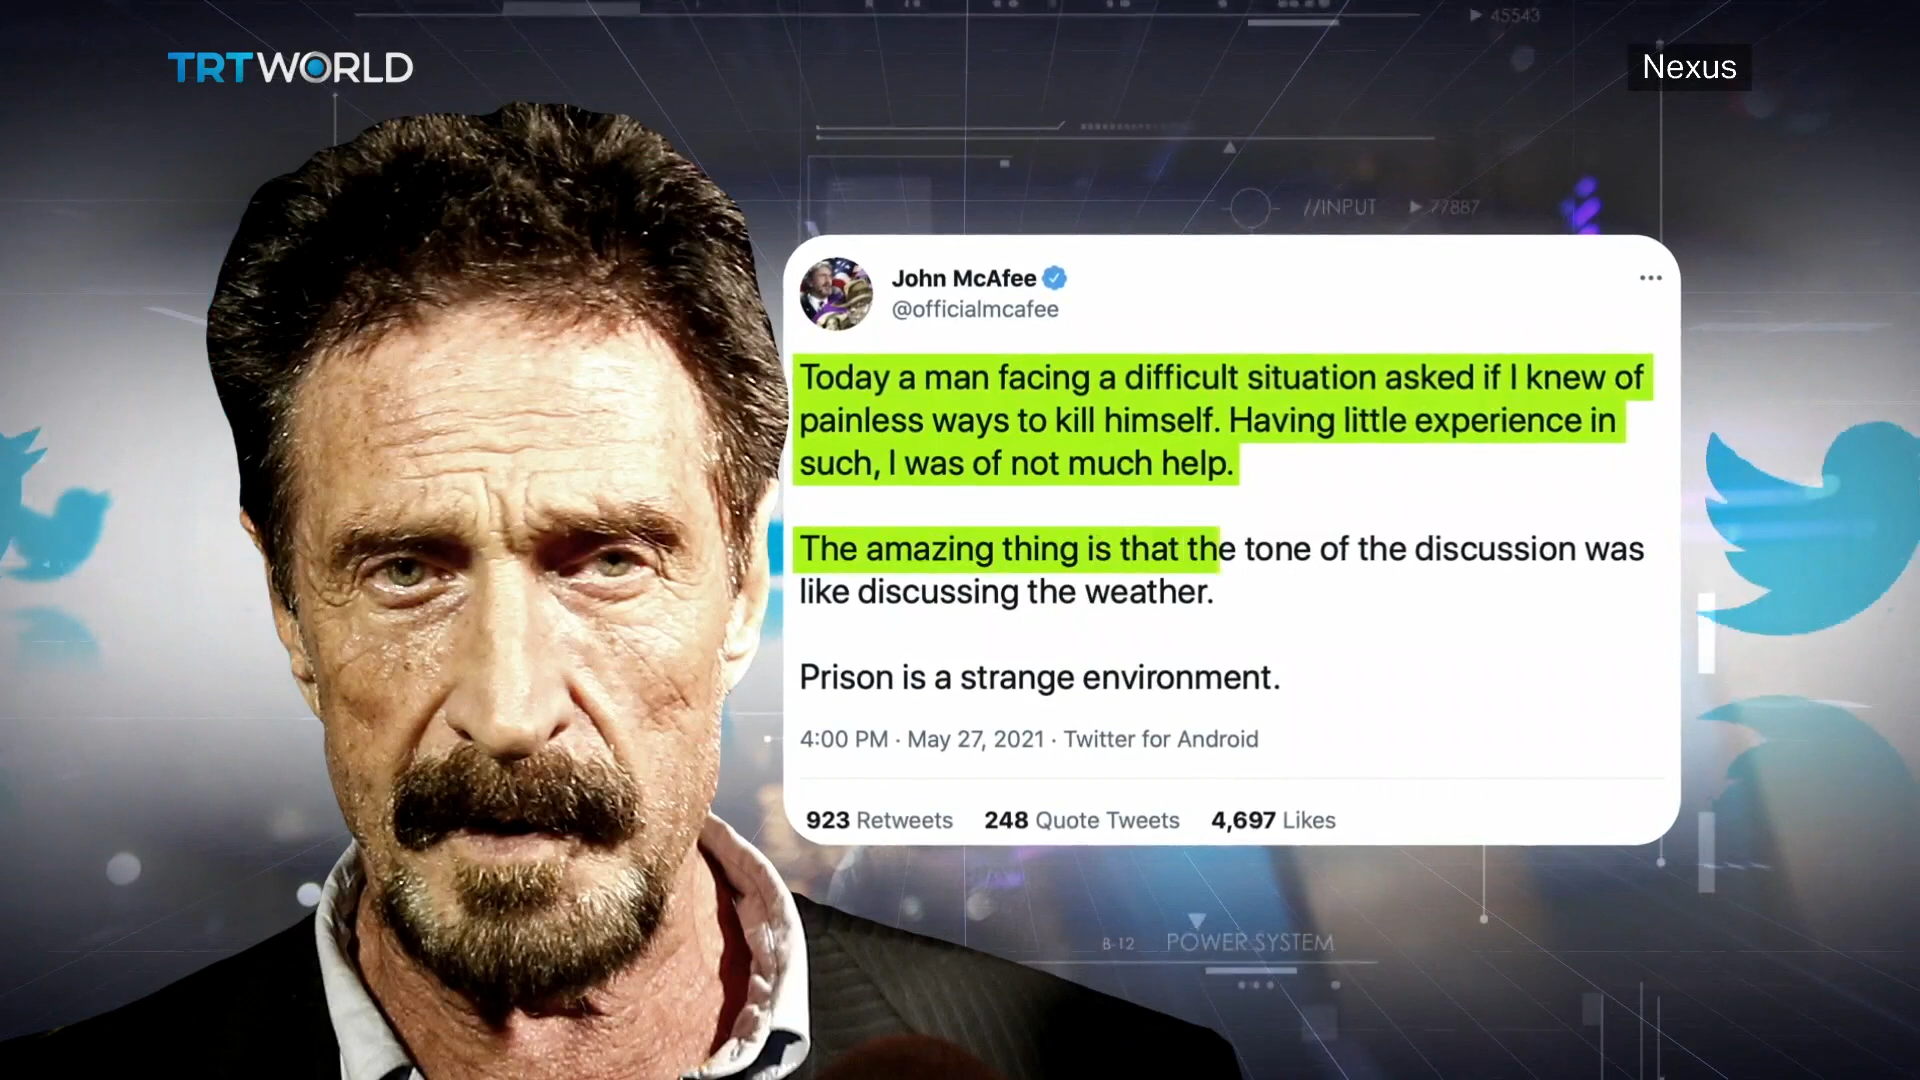 TRT WORLD
Nexus
45543
//INPUT
77887
John McAfee
@officialmcafee
Today a man facing a difficult situation asked if I knew of
painless ways to kill himself. Having little experience in
such, I was of not much help.
The amazing thing is that the tone of the discussion was
like discussing the weather.
Prison is a strange environment.
4:00 PM · May 27, 2021 · Twitter for Android
923 Retweets 248 Quote Tweets 4,697 Likes
B-12 POWER SYSTEM